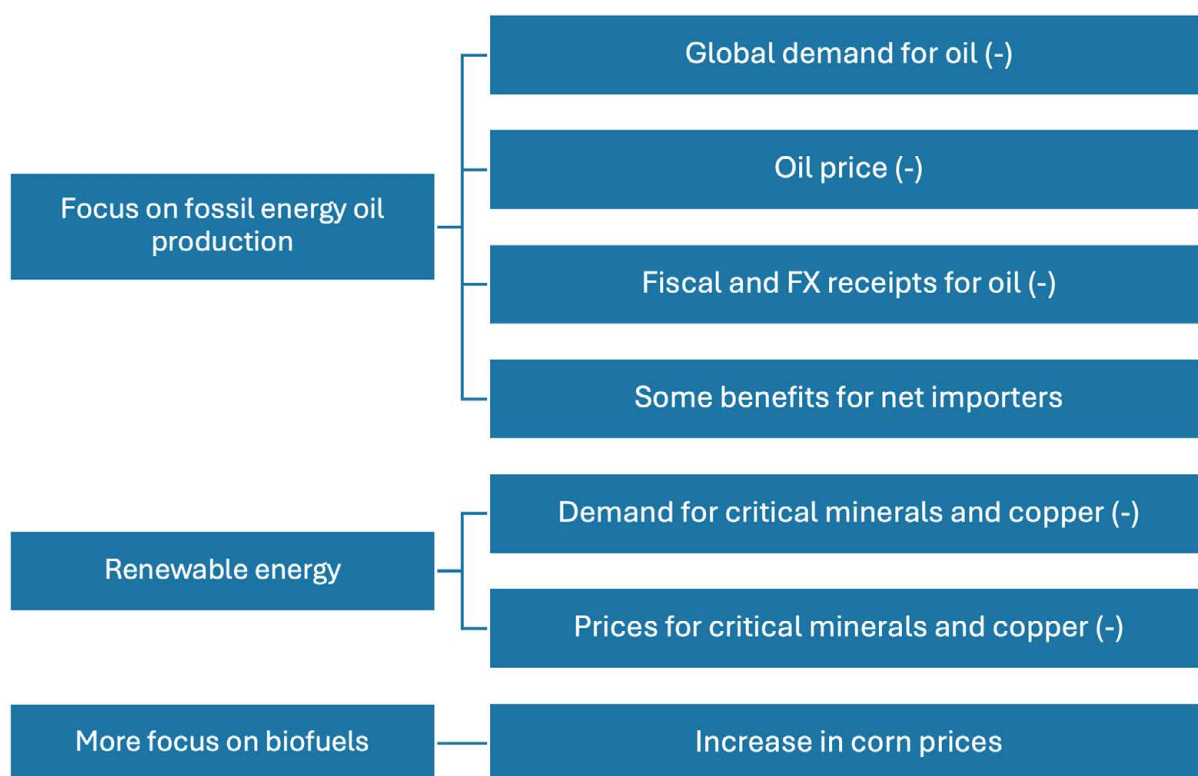 Focus on fossil energy oil
production
Global demand for oil (-)
Oil price (-)
Fiscal and FX receipts for oil (-)
Some benefits for net importers
Renewable energy
Demand for critical minerals and copper (-)
Prices for critical minerals and copper (-)
More focus on biofuels
Increase in corn prices